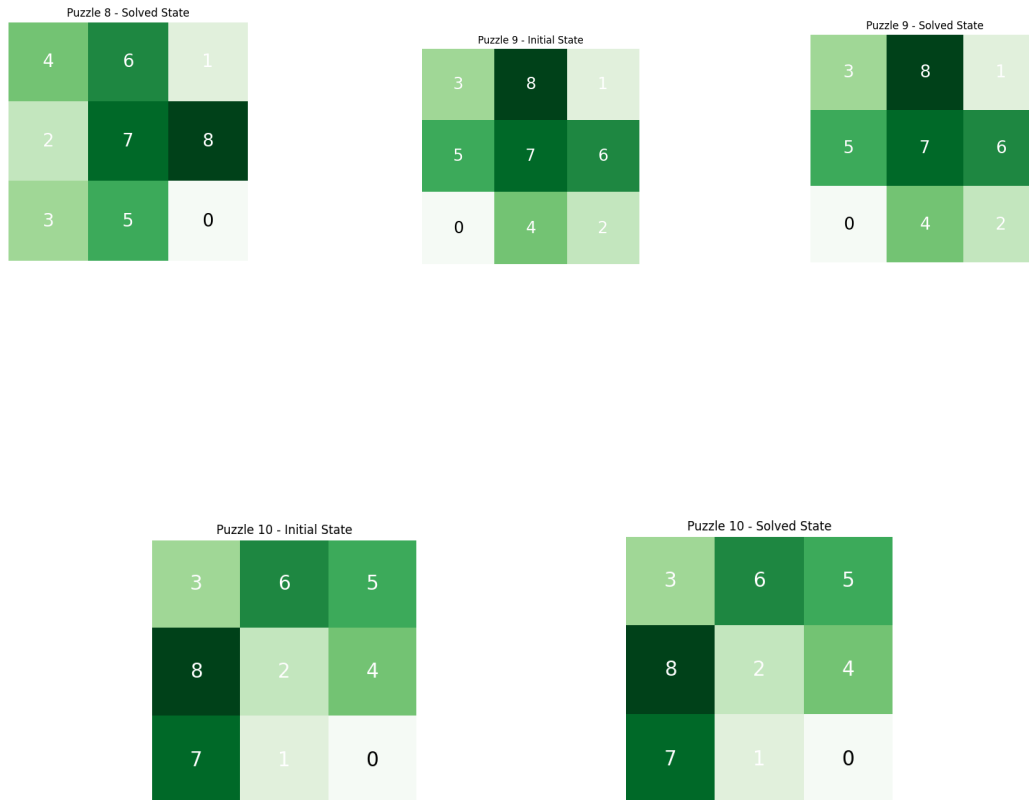 Puzzle 8 - Solved State
4 6 1
2 7 8
3 5 0
Puzzle 9 - Initial State
3 8 1
5 7 6
0 4 2
Puzzle 9 - Solved State
3 8 1
5 7 6
0 4 2
Puzzle 10 - Initial State
3 6 5
8 2 4
7 1 0
Puzzle 10 - Solved State
3 6 5
8 2 4
7 1 0